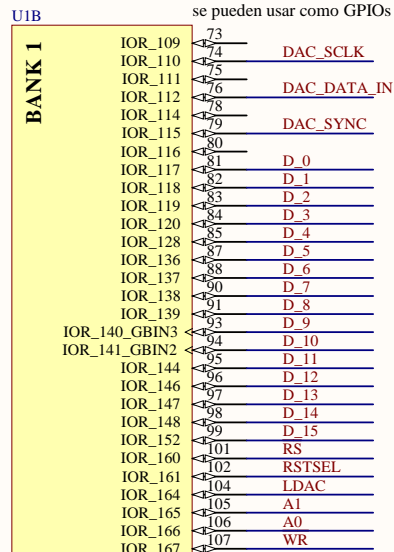 se pueden usar como GPIOs
U1B
BANK 1
IOR_109 73
IOR_110 74 DAC_SCLK
IOR_111 75
IOR_112 76 DAC_DATA_IN
IOR_114 78
IOR_115 79 DAC_SYNC
IOR_116 80
IOR_117 81 D_0
IOR_118 82 D_1
IOR_119 83 D_2
IOR_120 84 D_3
IOR_128 85 D_4
IOR_136 87 D_5
IOR_137 88 D_6
IOR_138 90 D_7
IOR_139 91 D_8
IOR_140_GBIN3 93 D_9
IOR_141_GBIN2 94 D_10
IOR_144 95 D_11
IOR_146 96 D_12
IOR_147 97 D_13
IOR_148 98 D_14
IOR_152 99 D_15
IOR_160 101 RS
IOR_161 102 RSTSEL
IOR_164 104 LDAC
IOR_165 105 A1
IOR_166 106 A0
IOR_167 107 WR